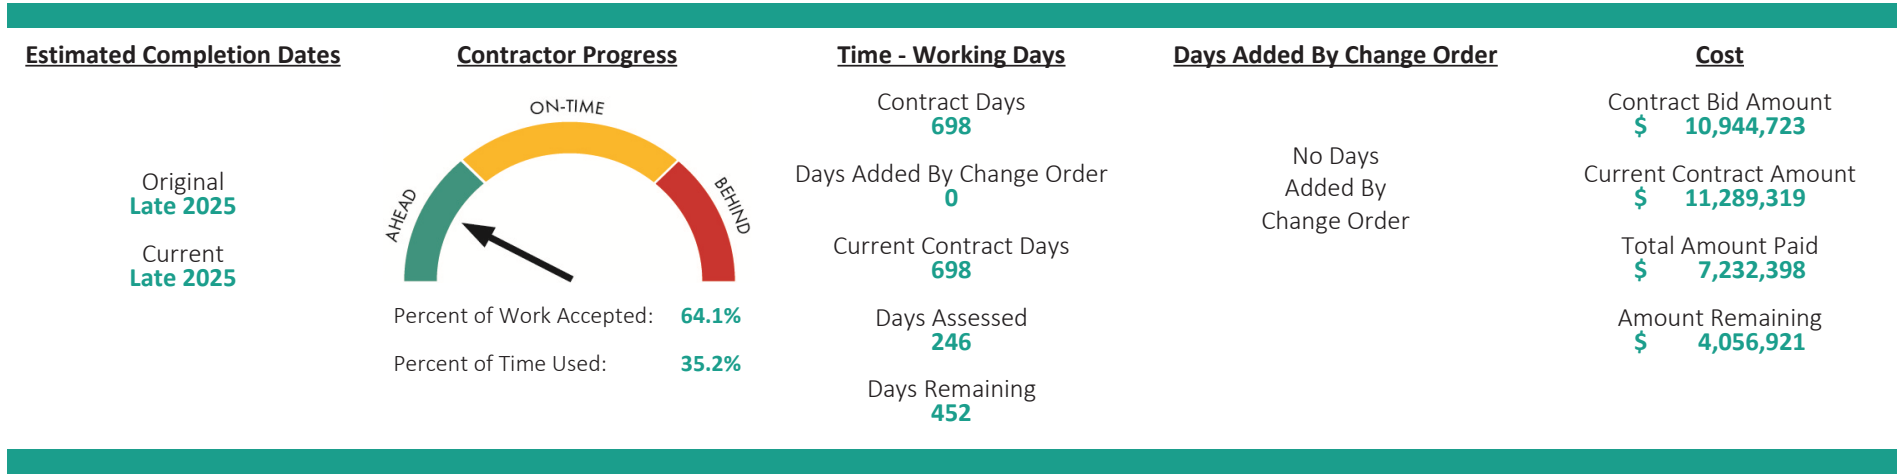 Estimated Completion Dates
Original
Late 2025
Current
Late 2025
Contractor Progress
ON-TIME
AHEAD
BEHIND
Percent of Work Accepted: 64.1%
Percent of Time Used: 35.2%
Time - Working Days
Contract Days
698
Days Added By Change Order
0
Current Contract Days
698
Days Assessed
246
Days Remaining
452
Days Added By Change Order
No Days
Added By
Change Order
Cost
Contract Bid Amount
$ 10,944,723
Current Contract Amount
$ 11,289,319
Total Amount Paid
$ 7,232,398
Amount Remaining
$ 4,056,921